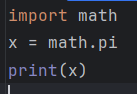 import math
x = math.pi
print(x)